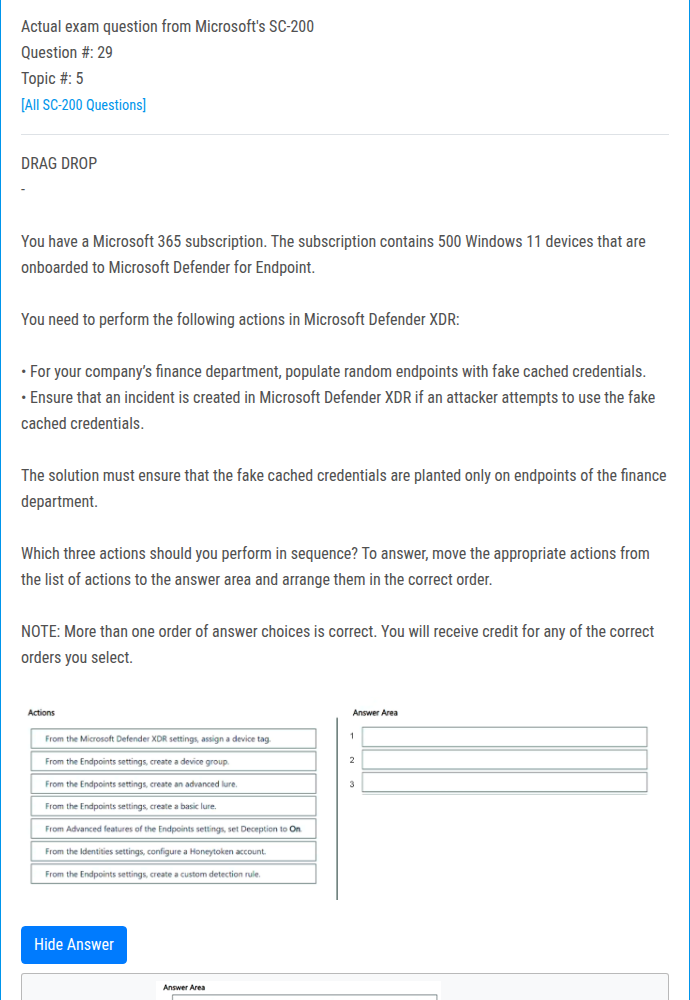 Actual exam question from Microsoft's SC-200
Question #: 29
Topic #: 5
[All SC-200 Questions]
DRAG DROP
-
You have a Microsoft 365 subscription. The subscription contains 500 Windows 11 devices that are
onboarded to Microsoft Defender for Endpoint.
You need to perform the following actions in Microsoft Defender XDR:
• For your company’s finance department, populate random endpoints with fake cached credentials.
• Ensure that an incident is created in Microsoft Defender XDR if an attacker attempts to use the fake
cached credentials.
The solution must ensure that the fake cached credentials are planted only on endpoints of the finance
department.
Which three actions should you perform in sequence? To answer, move the appropriate actions from
the list of actions to the answer area and arrange them in the correct order.
NOTE: More than one order of answer choices is correct. You will receive credit for any of the correct
orders you select.
Actions
From the Microsoft Defender XDR settings, assign a device tag.
From the Endpoints settings, create a device group.
From the Endpoints settings, create an advanced lure.
From the Endpoints settings, create a basic lure.
From Advanced features of the Endpoints settings, set Deception to On.
From the Identities settings, configure a Honeytoken account.
From the Endpoints settings, create a custom detection rule.
Answer Area
1
2
3
Hide Answer
Answer Area